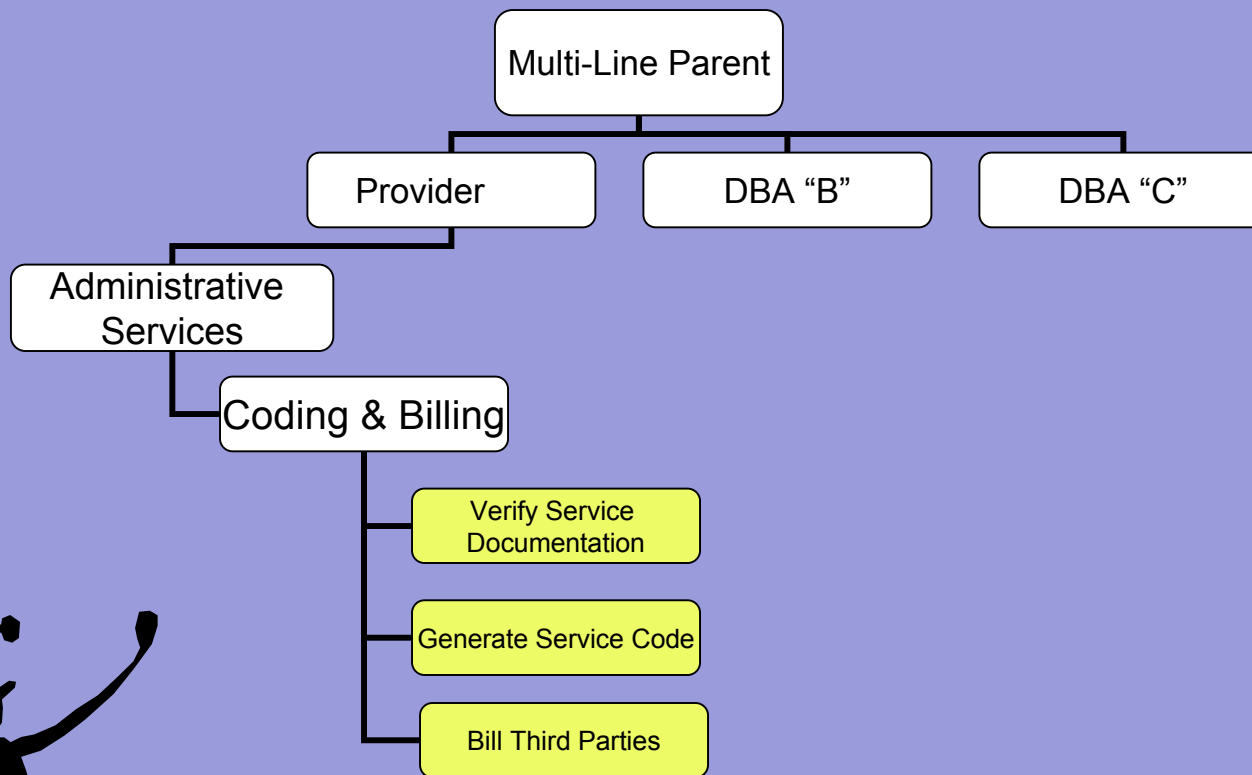 Multi-Line Parent
Provider
DBA “B”
DBA “C”
Administrative
Services
Coding & Billing
Verify Service
Documentation
Generate Service Code
Bill Third Parties